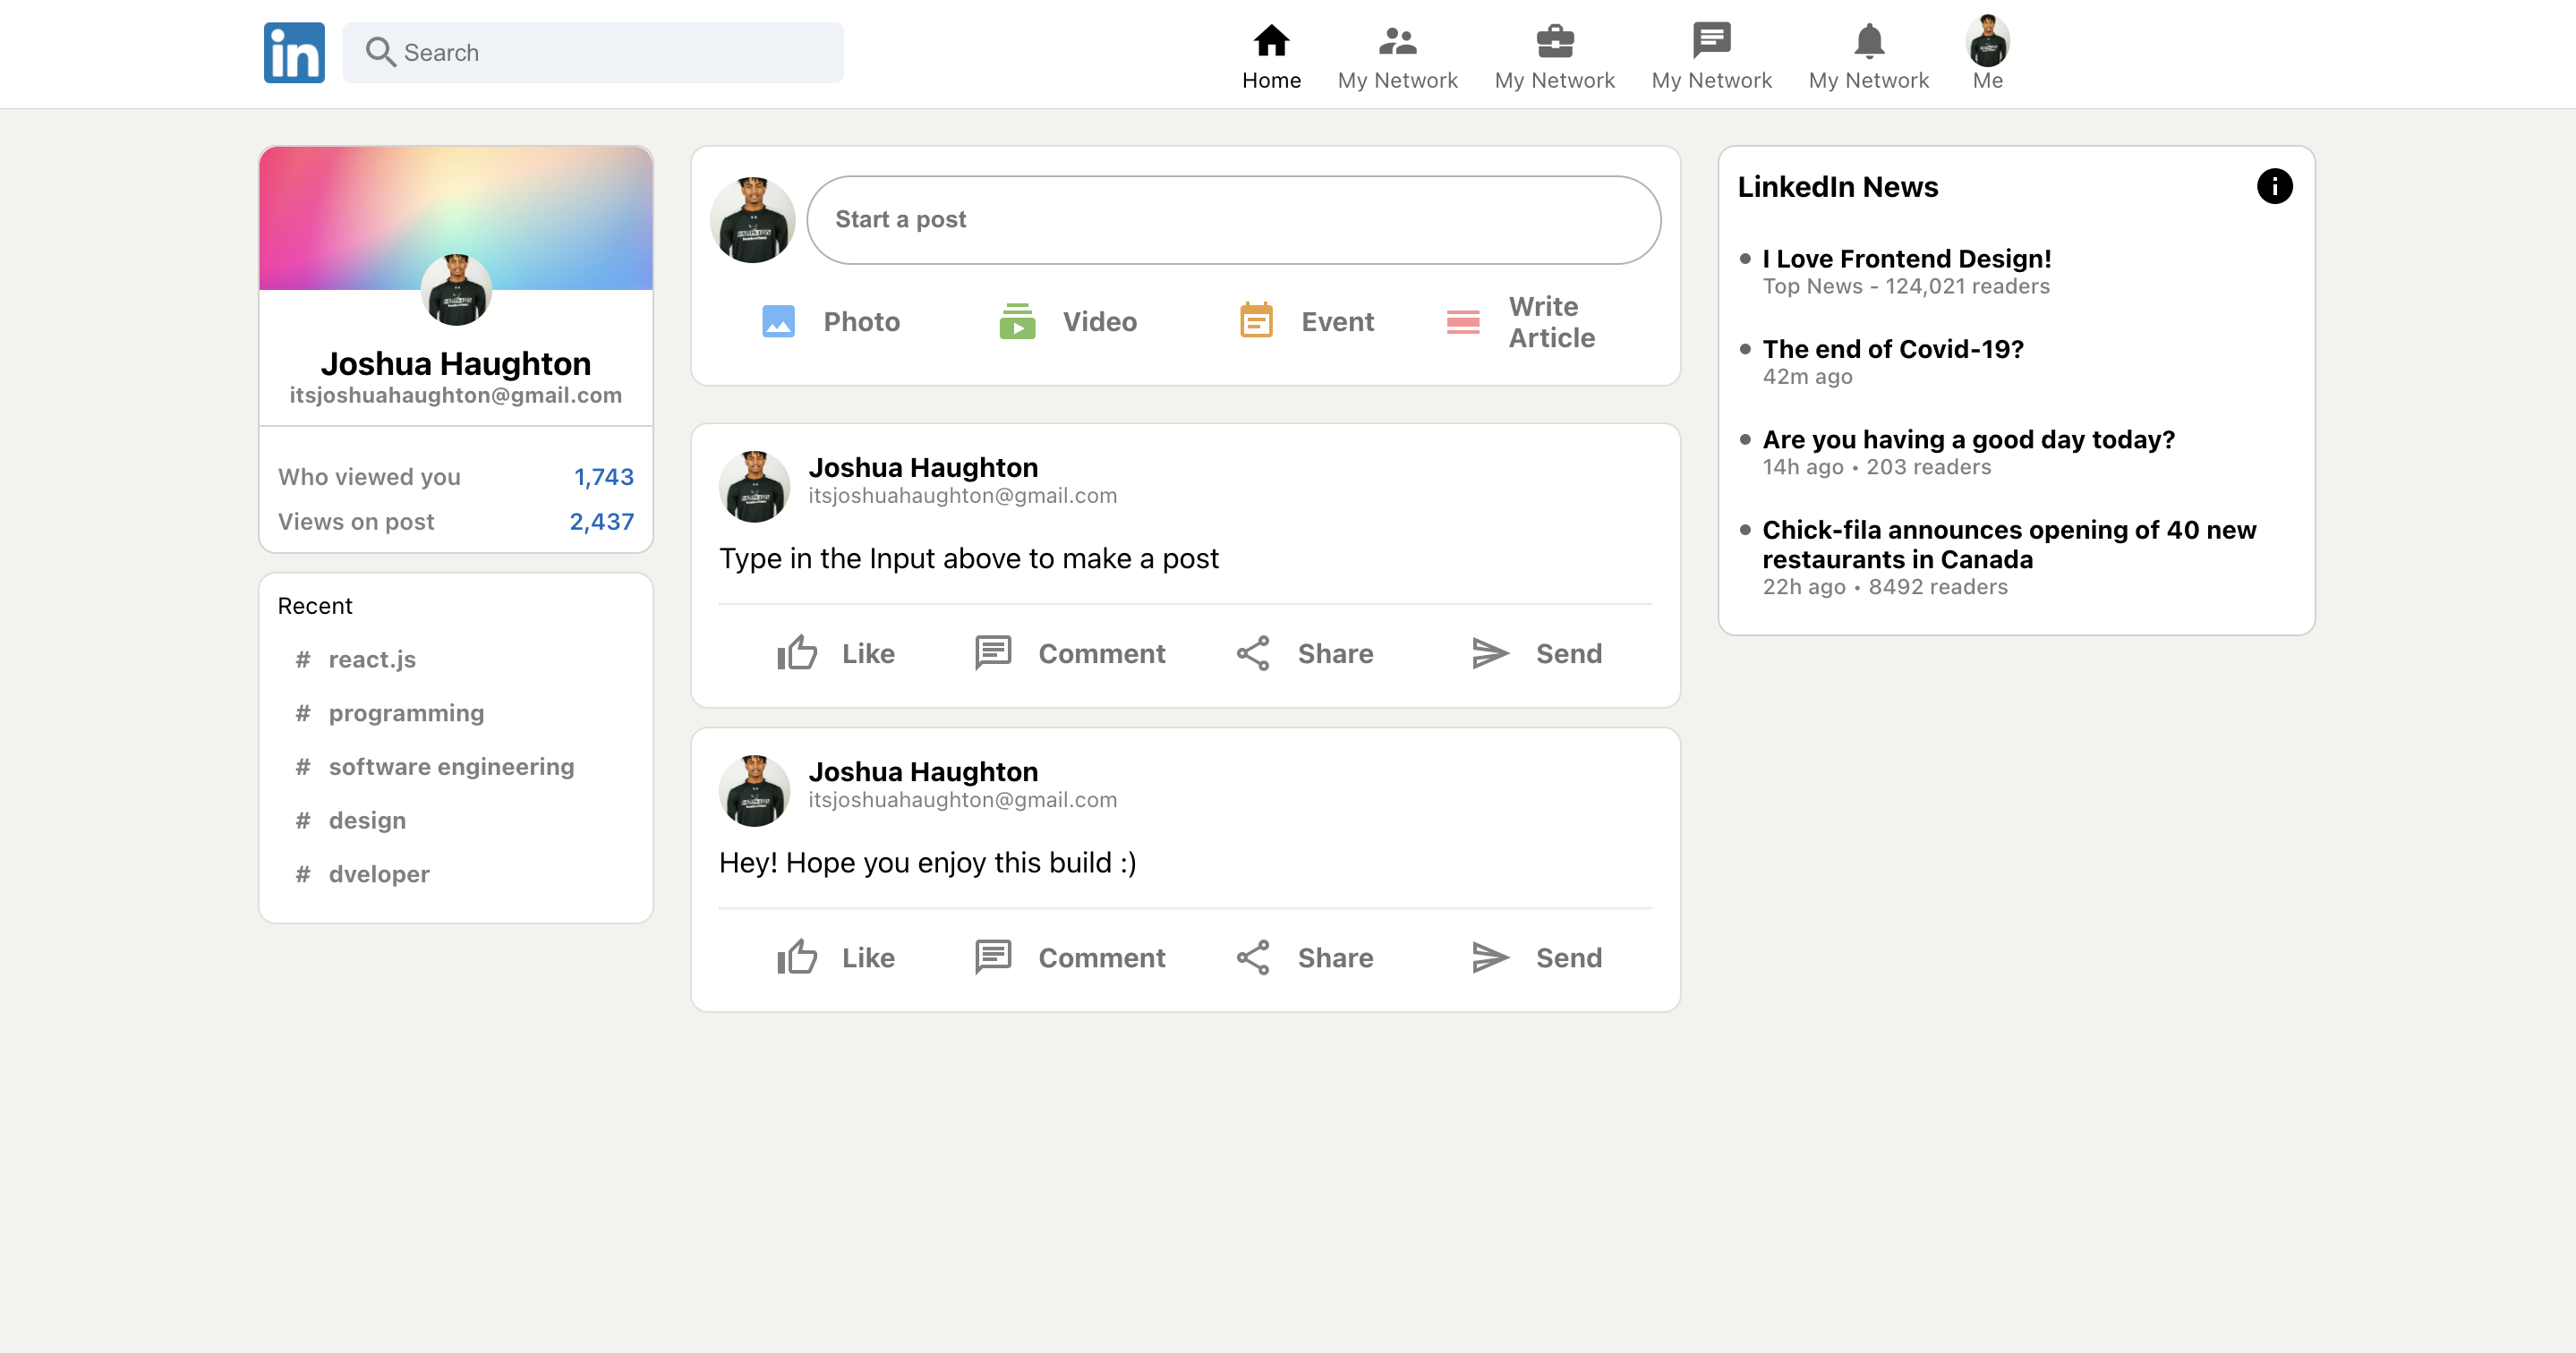 in
Search
Home
My Network
My Network
My Network
My Network
Me
Joshua Haughton
itsjoshuahaughton@gmail.com
Who viewed you 1,743
Views on post 2,437
Recent
# react.js
# programming
# software engineering
# design
# dveloper
Start a post
Photo
Video
Event
Write
Article
Joshua Haughton
itsjoshuahaughton@gmail.com
Type in the Input above to make a post
Like
Comment
Share
Send
Joshua Haughton
itsjoshuahaughton@gmail.com
Hey! Hope you enjoy this build :)
Like
Comment
Share
Send
LinkedIn News
I Love Frontend Design!
Top News - 124,021 readers
The end of Covid-19?
42m ago
Are you having a good day today?
14h ago • 203 readers
Chick-fila announces opening of 40 new
restaurants in Canada
22h ago • 8492 readers